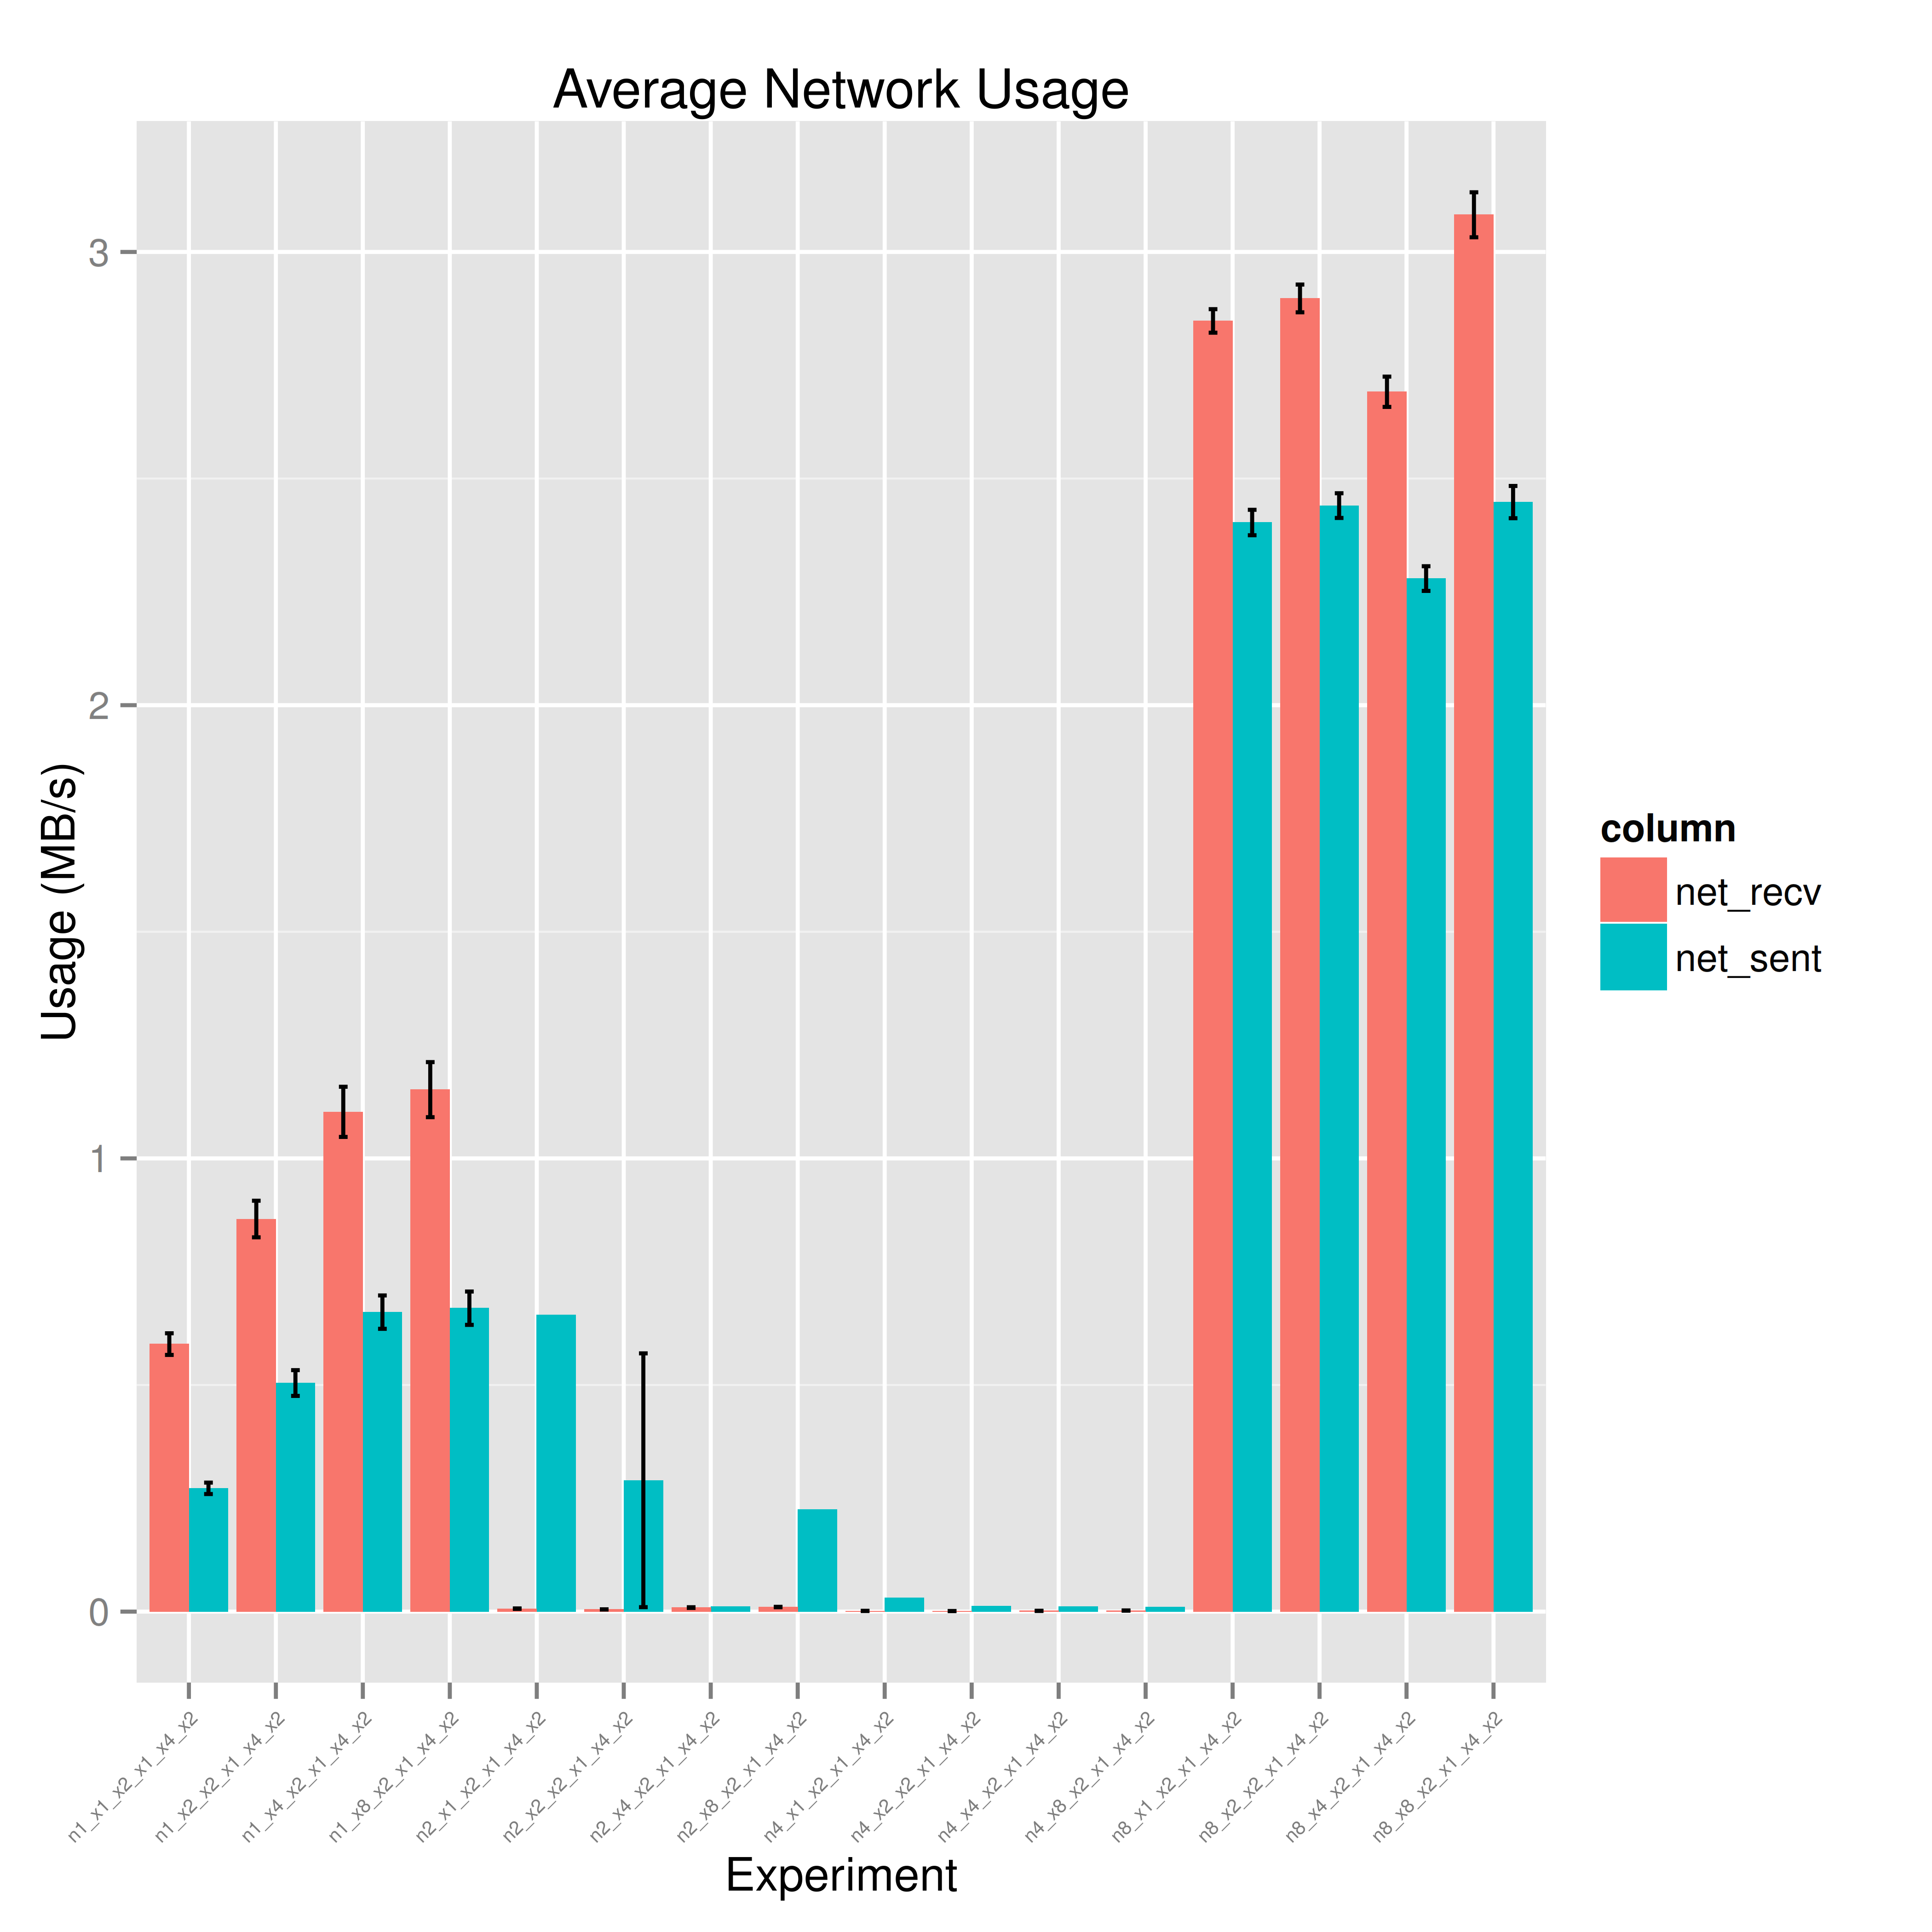 Average Network Usage
3
2
1
0
Usage (MB/s)
n1_x1_x2_x1_x4_x2
n1_x2_x2_x1_x4_x2
n1_x4_x2_x1_x4_x2
n1_x8_x2_x1_x4_x2
n2_x1_x2_x1_x4_x2
n2_x2_x2_x1_x4_x2
n2_x4_x2_x1_x4_x2
n2_x8_x2_x1_x4_x2
n4_x1_x2_x1_x4_x2
n4_x2_x2_x1_x4_x2
n4_x4_x2_x1_x4_x2
n4_x8_x2_x1_x4_x2
n8_x1_x2_x1_x4_x2
n8_x2_x2_x1_x4_x2
n8_x4_x2_x1_x4_x2
n8_x8_x2_x1_x4_x2
Experiment
column
net_recv
net_sent